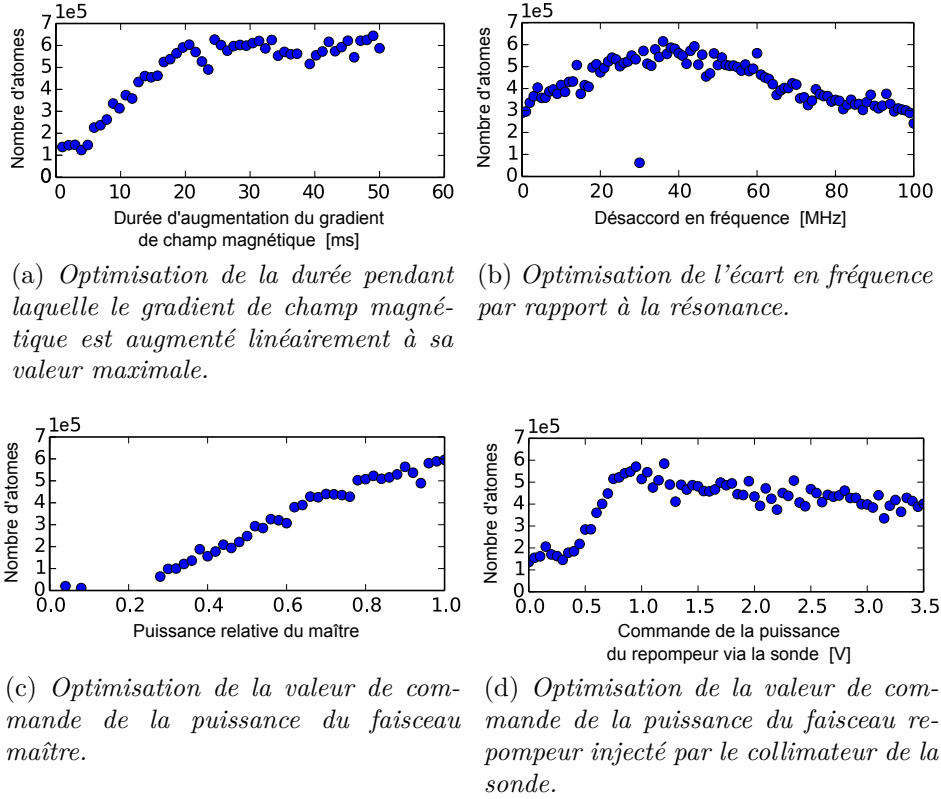 1e5
7
6
5
4
3
2
1
0
0 10 20 30 40 50 60
Nombre d'atomes
Durée d'augmentation du gradient
de champ magnétique [ms]
(a) Optimisation de la durée pendant
laquelle le gradient de champ magné-
tique est augmenté linéairement à sa
valeur maximale.
1e5
7
6
5
4
3
2
1
0
0 20 40 60 80 100
Nombre d'atomes
Désaccord en fréquence [MHz]
(b) Optimisation de l'écart en fréquence
par rapport à la résonance.
1e5
7
6
5
4
3
2
1
0
0.0 0.2 0.4 0.6 0.8 1.0
Nombre d'atomes
Puissance relative du maître
(c) Optimisation de la valeur de com-
mande de la puissance du faisceau
maître.
1e5
7
6
5
4
3
2
1
0
0.0 0.5 1.0 1.5 2.0 2.5 3.0 3.5
Nombre d'atomes
Commande de la puissance
du repompeur via la sonde [V]
(d) Optimisation de la valeur de com-
mande de la puissance du faisceau re-
pompeur injecté par le collimateur de la
sonde.